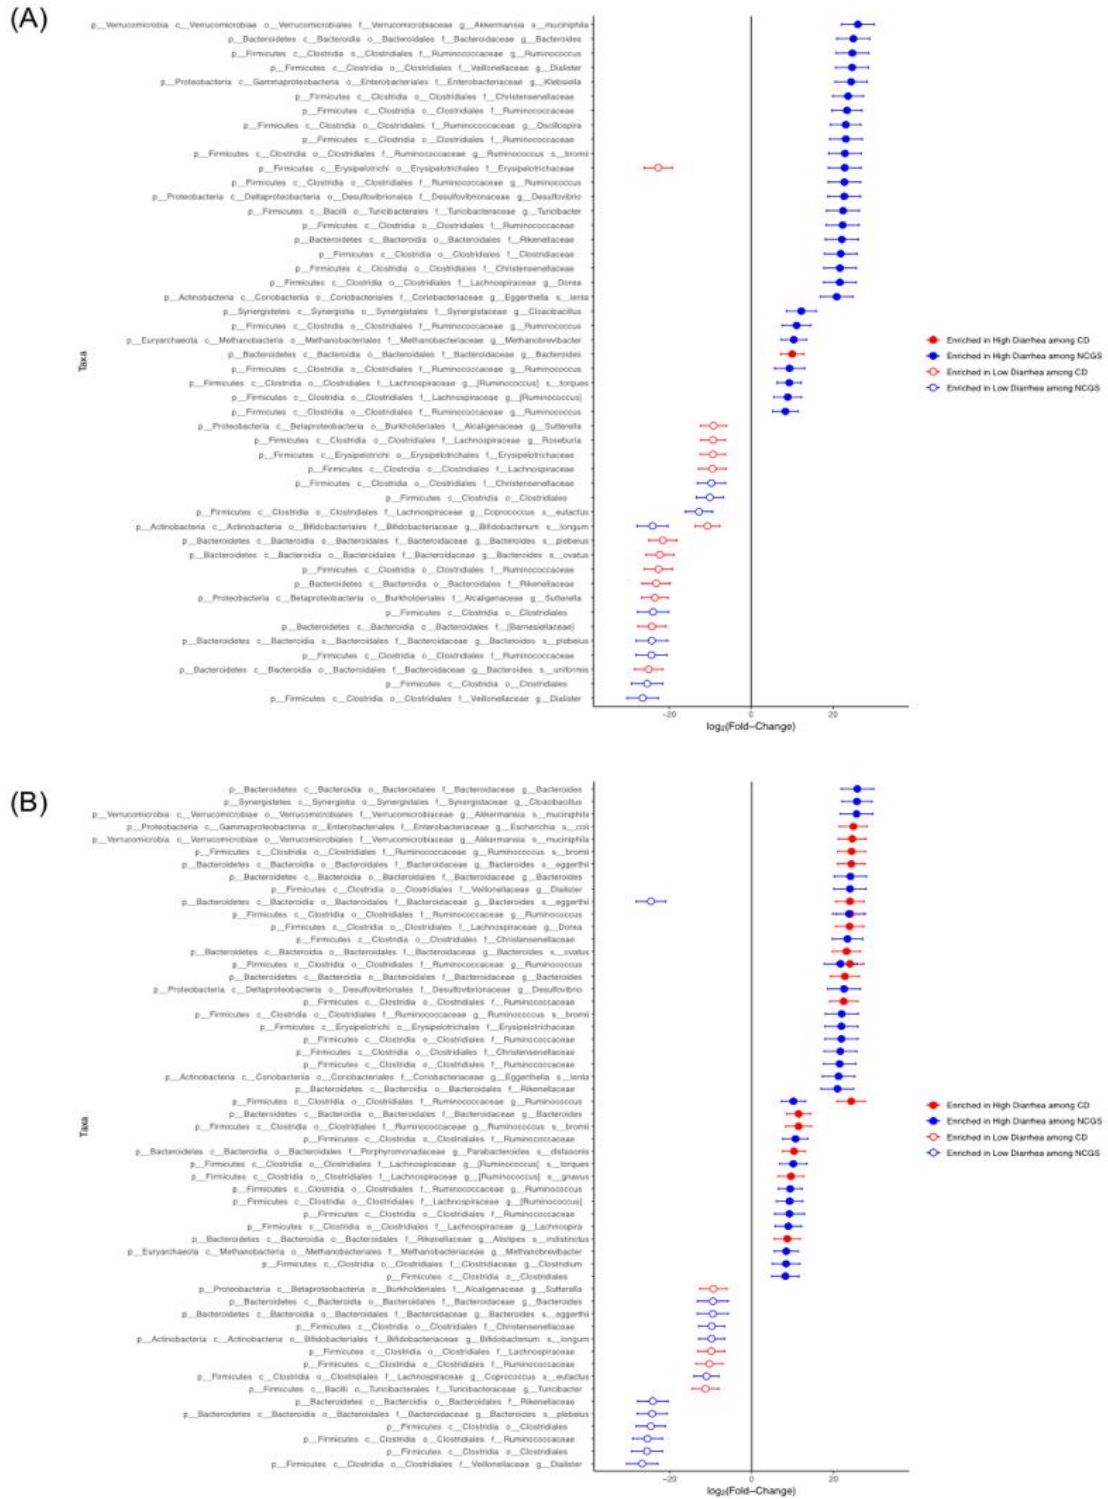 (A)
p__Verrucomicrobia c__Verrucomicrobiae o__Verrucomicrobiales f__Verrucomicrobiaceae g__Akkermansia s__muciniphila
p__Bacteroidetes c__Bacteroidia o__Bacteroidales f__Bacteroidaceae g__Bacteroides
p__Firmicutes c__Clostridia o__Clostridiales f__Ruminococcaceae g__Ruminococcus
p__Firmicutes c__Clostridia o__Clostridiales f__Veillonellaceae g__Dialister
p__Proteobacteria c__Gammaproteobacteria o__Enterobacteriales f__Enterobacteriaceae g__Klebsiella
p__Firmicutes c__Clostridia o__Clostridiales f__Christensenellaceae
p__Firmicutes c__Clostridia o__Clostridiales f__Ruminococcaceae
p__Firmicutes c__Clostridia o__Clostridiales f__Ruminococcaceae g__Oscillospira
p__Firmicutes c__Clostridia o__Clostridiales f__Ruminococcaceae
p__Firmicutes c__Clostridia o__Clostridiales f__Ruminococcaceae g__Ruminococcus s__bromii
p__Firmicutes c__Erysipelotrichi o__Erysipelotrichales f__Erysipelotrichaceae
p__Firmicutes c__Clostridia o__Clostridiales f__Ruminococcaceae g__Ruminococcus
p__Proteobacteria c__Deltaproteobacteria o__Desulfovibrionales f__Desulfovibrionaceae g__Desulfovibrio
p__Firmicutes c__Bacilli o__Turicibacterales f__Turicibacteraceae g__Turicibacter
p__Firmicutes c__Clostridia o__Clostridiales f__Ruminococcaceae
p__Bacteroidetes c__Bacteroidia o__Bacteroidales f__Rikenellaceae
p__Firmicutes c__Clostridia o__Clostridiales f__Clostridiaceae
p__Firmicutes c__Clostridia o__Clostridiales f__Christensenellaceae
p__Firmicutes c__Clostridia o__Clostridiales f__Lachnospiraceae g__Dorea
p__Actinobacteria c__Coriobacteriia o__Coriobacteriales f__Coriobacteriaceae g__Eggerthella s__lenta
p__Synergistetes c__Synergistia o__Synergistales f__Synergistaceae g__Cloacibacillus
p__Firmicutes c__Clostridia o__Clostridiales f__Ruminococcaceae g__Ruminococcus
p__Euryarchaeota c__Methanobacteria o__Methanobacteriales f__Methanobacteriaceae g__Methanobrevibacter
p__Bacteroidetes c__Bacteroidia o__Bacteroidales f__Bacteroidaceae g__Bacteroides
p__Firmicutes c__Clostridia o__Clostridiales f__Ruminococcaceae g__Ruminococcus
p__Firmicutes c__Clostridia o__Clostridiales f__Lachnospiraceae g__[Ruminococcus] s__torques
p__Firmicutes c__Clostridia o__Clostridiales f__Lachnospiraceae g__[Ruminococcus]
p__Firmicutes c__Clostridia o__Clostridiales f__Ruminococcaceae g__Ruminococcus
p__Proteobacteria c__Betaproteobacteria o__Burkholderiales f__Alcaligenaceae g__Sutterella
p__Firmicutes c__Clostridia o__Clostridiales f__Lachnospiraceae g__Roseburia
p__Firmicutes c__Erysipelotrichi o__Erysipelotrichales f__Erysipelotrichaceae
p__Firmicutes c__Clostridia o__Clostridiales f__Lachnospiraceae
p__Firmicutes c__Clostridia o__Clostridiales f__Christensenellaceae
p__Firmicutes c__Clostridia o__Clostridiales
p__Firmicutes c__Clostridia o__Clostridiales f__Lachnospiraceae g__Coprococcus s__eutactus
p__Actinobacteria c__Actinobacteria o__Bifidobacteriales f__Bifidobacteriaceae g__Bifidobacterium s__longum
p__Bacteroidetes c__Bacteroidia o__Bacteroidales f__Bacteroidaceae g__Bacteroides s__plebeius
p__Bacteroidetes c__Bacteroidia o__Bacteroidales f__Bacteroidaceae g__Bacteroides s__ovatus
p__Firmicutes c__Clostridia o__Clostridiales f__Ruminococcaceae
p__Bacteroidetes c__Bacteroidia o__Bacteroidales f__Rikenellaceae
p__Proteobacteria c__Betaproteobacteria o__Burkholderiales f__Alcaligenaceae g__Sutterella
p__Firmicutes c__Clostridia o__Clostridiales
p__Bacteroidetes c__Bacteroidia o__Bacteroidales f__[Barnesiellaceae]
p__Bacteroidetes c__Bacteroidia o__Bacteroidales f__Bacteroidaceae g__Bacteroides s__plebeius
p__Firmicutes c__Clostridia o__Clostridiales f__Ruminococcaceae
p__Bacteroidetes c__Bacteroidia o__Bacteroidales f__Bacteroidaceae g__Bacteroides s__uniformis
p__Firmicutes c__Clostridia o__Clostridiales
p__Firmicutes c__Clostridia o__Clostridiales f__Veillonellaceae g__Dialister
Taxa
−20 0 20
log2(Fold−Change)
Enriched in High Diarrhea among CD
Enriched in High Diarrhea among NCGS
Enriched in Low Diarrhea among CD
Enriched in Low Diarrhea among NCGS
(B)
p__Bacteroidetes c__Bacteroidia o__Bacteroidales f__Bacteroidaceae g__Bacteroides
p__Synergistetes c__Synergistia o__Synergistales f__Synergistaceae g__Cloacibacillus
p__Verrucomicrobia c__Verrucomicrobiae o__Verrucomicrobiales f__Verrucomicrobiaceae g__Akkermansia s__muciniphila
p__Proteobacteria c__Gammaproteobacteria o__Enterobacteriales f__Enterobacteriaceae g__Escherichia s__coli
p__Verrucomicrobia c__Verrucomicrobiae o__Verrucomicrobiales f__Verrucomicrobiaceae g__Akkermansia s__muciniphila
p__Firmicutes c__Clostridia o__Clostridiales f__Ruminococcaceae g__Ruminococcus s__bromii
p__Bacteroidetes c__Bacteroidia o__Bacteroidales f__Bacteroidaceae g__Bacteroides s__eggerthii
p__Bacteroidetes c__Bacteroidia o__Bacteroidales f__Bacteroidaceae g__Bacteroides
p__Firmicutes c__Clostridia o__Clostridiales f__Veillonellaceae g__Dialister
p__Bacteroidetes c__Bacteroidia o__Bacteroidales f__Bacteroidaceae g__Bacteroides s__eggerthii
p__Firmicutes c__Clostridia o__Clostridiales f__Ruminococcaceae g__Ruminococcus
p__Firmicutes c__Clostridia o__Clostridiales f__Lachnospiraceae g__Dorea
p__Firmicutes c__Clostridia o__Clostridiales f__Christensenellaceae
p__Bacteroidetes c__Bacteroidia o__Bacteroidales f__Bacteroidaceae g__Bacteroides s__ovatus
p__Firmicutes c__Clostridia o__Clostridiales f__Ruminococcaceae g__Ruminococcus
p__Bacteroidetes c__Bacteroidia o__Bacteroidales f__Bacteroidaceae g__Bacteroides
p__Proteobacteria c__Deltaproteobacteria o__Desulfovibrionales f__Desulfovibrionaceae g__Desulfovibrio
p__Firmicutes c__Clostridia o__Clostridiales f__Ruminococcaceae
p__Firmicutes c__Clostridia o__Clostridiales f__Ruminococcaceae g__Ruminococcus s__bromii
p__Firmicutes c__Erysipelotrichi o__Erysipelotrichales f__Erysipelotrichaceae
p__Firmicutes c__Clostridia o__Clostridiales f__Ruminococcaceae
p__Firmicutes c__Clostridia o__Clostridiales f__Christensenellaceae
p__Firmicutes c__Clostridia o__Clostridiales f__Ruminococcaceae
p__Actinobacteria c__Coriobacteriia o__Coriobacteriales f__Coriobacteriaceae g__Eggerthella s__lenta
p__Bacteroidetes c__Bacteroidia o__Bacteroidales f__Rikenellaceae
p__Firmicutes c__Clostridia o__Clostridiales f__Ruminococcaceae g__Ruminococcus
p__Bacteroidetes c__Bacteroidia o__Bacteroidales f__Bacteroidaceae g__Bacteroides
p__Firmicutes c__Clostridia o__Clostridiales f__Ruminococcaceae g__Ruminococcus s__bromii
p__Firmicutes c__Clostridia o__Clostridiales f__Ruminococcaceae
p__Bacteroidetes c__Bacteroidia o__Bacteroidales f__Porphyromonadaceae g__Parabacteroides s__distasonis
p__Firmicutes c__Clostridia o__Clostridiales f__Lachnospiraceae g__[Ruminococcus] s__torques
p__Firmicutes c__Clostridia o__Clostridiales f__Lachnospiraceae g__[Ruminococcus] s__gnavus
p__Firmicutes c__Clostridia o__Clostridiales f__Ruminococcaceae g__Ruminococcus
p__Firmicutes c__Clostridia o__Clostridiales f__Lachnospiraceae g__[Ruminococcus]
p__Firmicutes c__Clostridia o__Clostridiales f__Ruminococcaceae
p__Firmicutes c__Clostridia o__Clostridiales f__Lachnospiraceae g__Lachnospira
p__Bacteroidetes c__Bacteroidia o__Bacteroidales f__Rikenellaceae g__Alistipes s__indistinctus
p__Euryarchaeota c__Methanobacteria o__Methanobacteriales f__Methanobacteriaceae g__Methanobrevibacter
p__Firmicutes c__Clostridia o__Clostridiales f__Clostridiaceae g__Clostridium
p__Firmicutes c__Clostridia o__Clostridiales
p__Proteobacteria c__Betaproteobacteria o__Burkholderiales f__Alcaligenaceae g__Sutterella
p__Bacteroidetes c__Bacteroidia o__Bacteroidales f__Bacteroidaceae g__Bacteroides
p__Bacteroidetes c__Bacteroidia o__Bacteroidales f__Bacteroidaceae g__Bacteroides s__eggerthii
p__Firmicutes c__Clostridia o__Clostridiales f__Christensenellaceae
p__Actinobacteria c__Actinobacteria o__Bifidobacteriales f__Bifidobacteriaceae g__Bifidobacterium s__longum
p__Firmicutes c__Clostridia o__Clostridiales f__Lachnospiraceae
p__Firmicutes c__Clostridia o__Clostridiales f__Ruminococcaceae
p__Firmicutes c__Clostridia o__Clostridiales f__Lachnospiraceae g__Coprococcus s__eutactus
p__Firmicutes c__Bacilli o__Turicibacterales f__Turicibacteraceae g__Turicibacter
p__Bacteroidetes c__Bacteroidia o__Bacteroidales f__Rikenellaceae
p__Bacteroidetes c__Bacteroidia o__Bacteroidales f__Bacteroidaceae g__Bacteroides s__plebeius
p__Firmicutes c__Clostridia o__Clostridiales
p__Firmicutes c__Clostridia o__Clostridiales f__Ruminococcaceae
p__Firmicutes c__Clostridia o__Clostridiales
p__Firmicutes c__Clostridia o__Clostridiales f__Veillonellaceae g__Dialister
Taxa
−20 0 20
log2(Fold−Change)
Enriched in High Diarrhea among CD
Enriched in High Diarrhea among NCGS
Enriched in Low Diarrhea among CD
Enriched in Low Diarrhea among NCGS